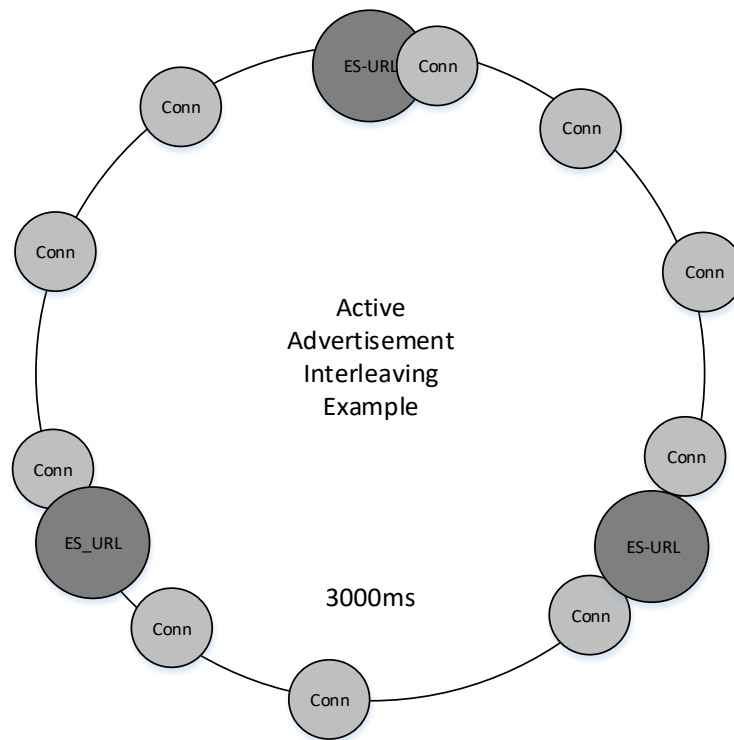 ES-URL
Conn
Conn
Conn
Conn
Conn
Active
Advertisement
Interleaving
Example
Conn
Conn
Conn
ES_URL
ES-URL
3000ms
Conn
Conn
Conn